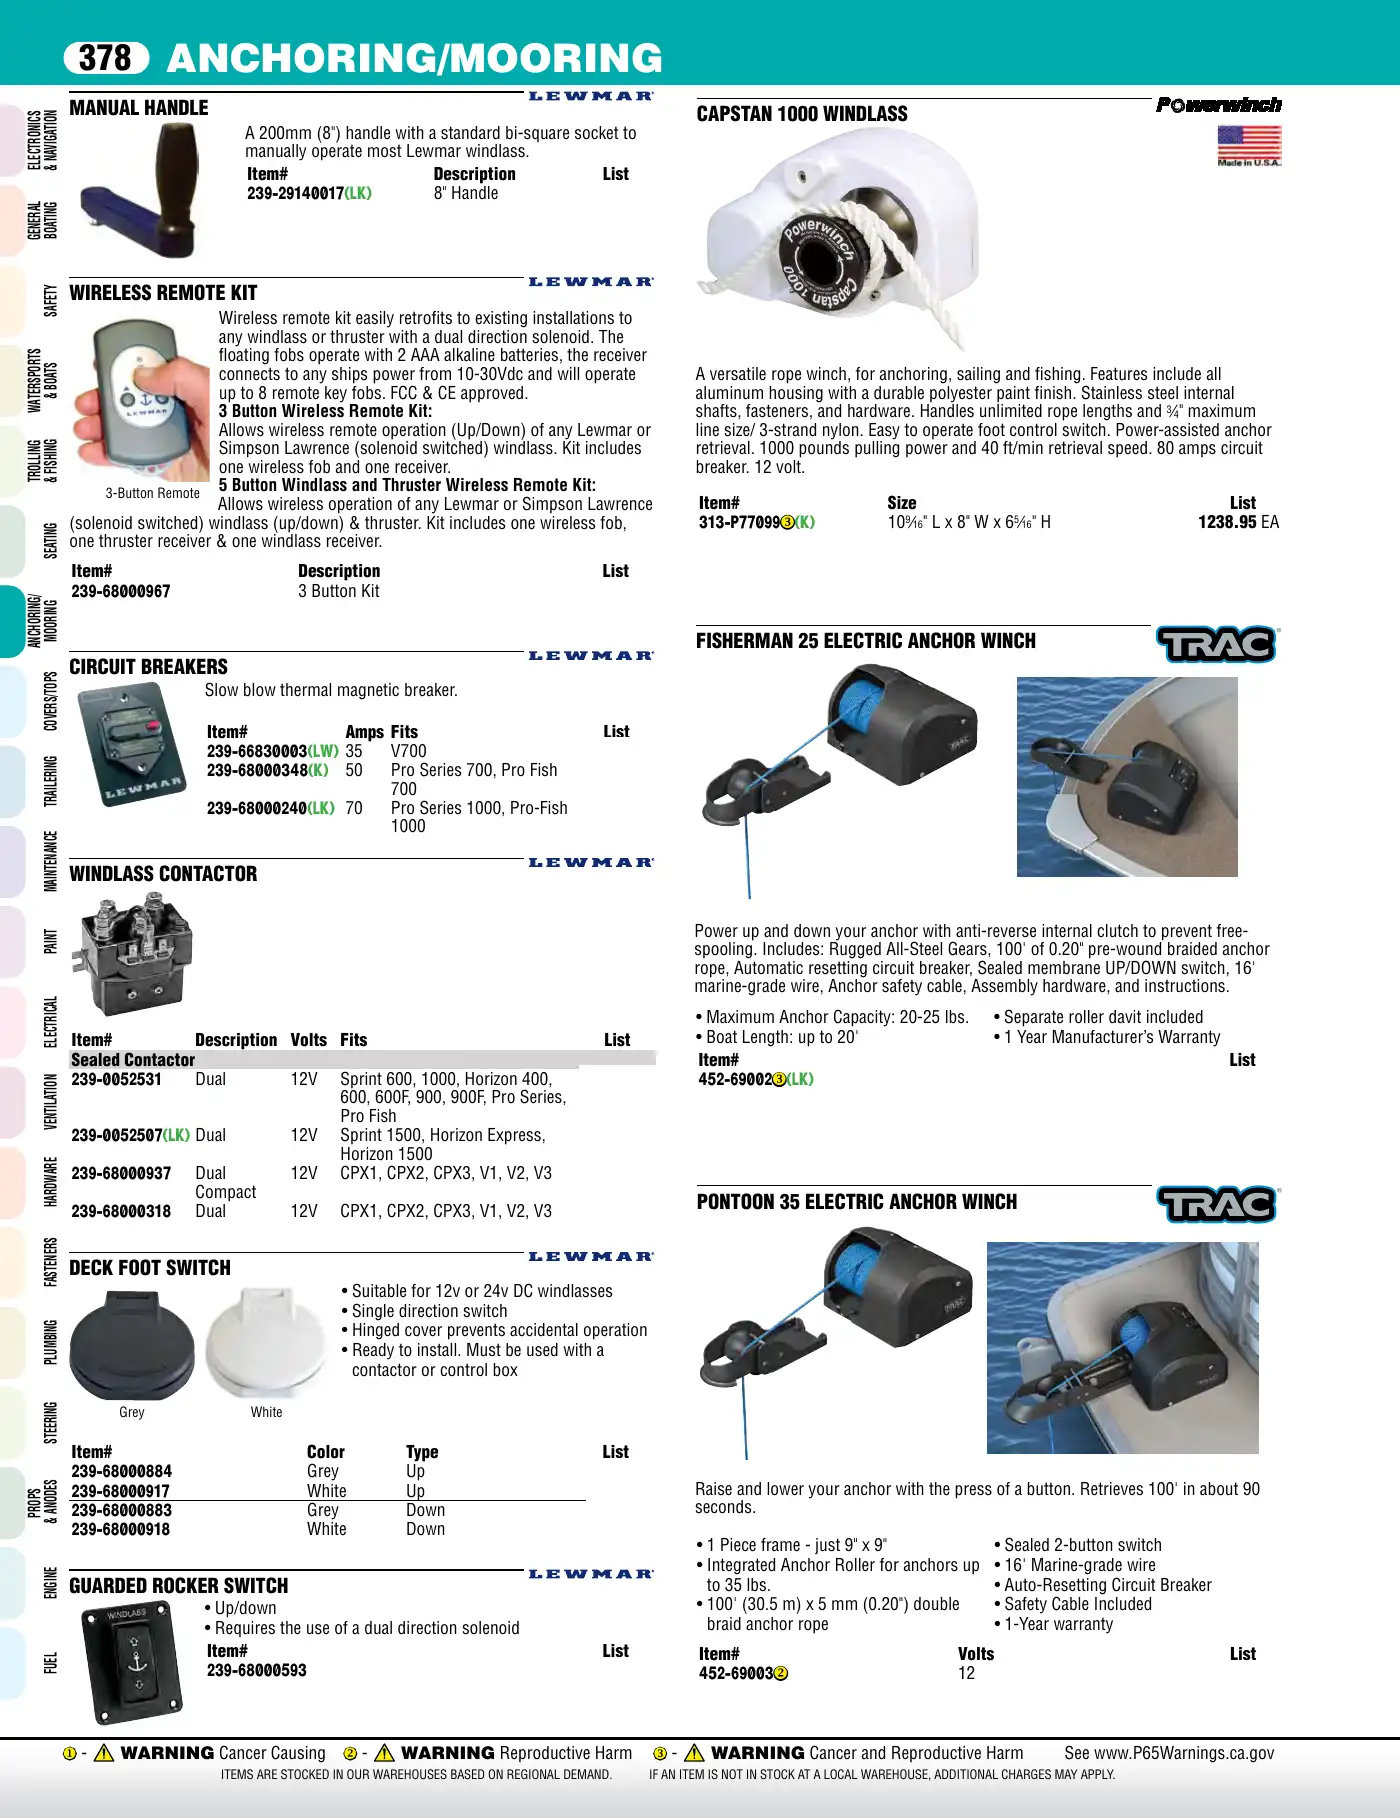 378 ANCHORING/MOORING
ELECTRONICS
& NAVIGATION
GENERAL
BOATING
SAFETY
WATERSPORTS
& BOATS
TROLLING
& FISHING
SEATING
ANCHORING/
MOORING
COVERS/TOPS
TRAILERING
MAINTENANCE
PAINT
ELECTRICAL
VENTILATION
HARDWARE
FASTENERS
PLUMBING
STEERING
PROPS
& ANODES
ENGINE
FUEL
LEWMAR
MANUAL HANDLE
A 200mm (8") handle with a standard bi-square socket to
manually operate most Lewmar windlass.
Item# Description List
239-29140017(LK) 8" Handle
LEWMAR
WIRELESS REMOTE KIT
Wireless remote kit easily retrofits to existing installations to
any windlass or thruster with a dual direction solenoid. The
floating fobs operate with 2 AAA alkaline batteries, the receiver
connects to any ships power from 10-30Vdc and will operate
up to 8 remote key fobs. FCC & CE approved.
3 Button Wireless Remote Kit:
Allows wireless remote operation (Up/Down) of any Lewmar or
Simpson Lawrence (solenoid switched) windlass. Kit includes
one wireless fob and one receiver.
5 Button Windlass and Thruster Wireless Remote Kit:
Allows wireless operation of any Lewmar or Simpson Lawrence
(solenoid switched) windlass (up/down) & thruster. Kit includes one wireless fob,
one thruster receiver & one windlass receiver.
LEWMAR
3-Button Remote
Item# Description List
239-68000967 3 Button Kit
LEWMAR
CIRCUIT BREAKERS
Slow blow thermal magnetic breaker.
LEWMAR
Item# Amps Fits List
239-66830003(LW) 35 V700
239-68000348(K) 50 Pro Series 700, Pro Fish
700
239-68000240(LK) 70 Pro Series 1000, Pro-Fish
1000
LEWMAR
WINDLASS CONTACTOR
Item# Description Volts Fits List
Sealed Contactor
239-0052531 Dual 12V Sprint 600, 1000, Horizon 400,
600, 600F, 900, 900F, Pro Series,
Pro Fish
239-0052507(LK) Dual 12V Sprint 1500, Horizon Express,
Horizon 1500
239-68000937 Dual 12V CPX1, CPX2, CPX3, V1, V2, V3
Compact
239-68000318 Dual 12V CPX1, CPX2, CPX3, V1, V2, V3
LEWMAR
DECK FOOT SWITCH
• Suitable for 12v or 24v DC windlasses
• Single direction switch
• Hinged cover prevents accidental operation
• Ready to install. Must be used with a
contactor or control box
Grey White
Item# Color Type List
239-68000884 Grey Up
239-68000917 White Up
239-68000883 Grey Down
239-68000918 White Down
LEWMAR
GUARDED ROCKER SWITCH
• Up/down
• Requires the use of a dual direction solenoid
WINDLASS
Item# List
239-68000593
Powerwinch
CAPSTAN 1000 WINDLASS
Made in U.S.A.
Powerwinch
Capstan 1000
A versatile rope winch, for anchoring, sailing and fishing. Features include all
aluminum housing with a durable polyester paint finish. Stainless steel internal
shafts, fasteners, and hardware. Handles unlimited rope lengths and ¾" maximum
line size/ 3-strand nylon. Easy to operate foot control switch. Power-assisted anchor
retrieval. 1000 pounds pulling power and 40 ft/min retrieval speed. 80 amps circuit
breaker. 12 volt.
Item# Size List
313-P77099 3 (K) 10⁹⁄₁₆" L x 8" W x 6⁵⁄₁₆" H 1238.95 EA
TRAC
FISHERMAN 25 ELECTRIC ANCHOR WINCH
TRAC
Power up and down your anchor with anti-reverse internal clutch to prevent free-
spooling. Includes: Rugged All-Steel Gears, 100' of 0.20" pre-wound braided anchor
rope, Automatic resetting circuit breaker, Sealed membrane UP/DOWN switch, 16'
marine-grade wire, Anchor safety cable, Assembly hardware, and instructions.
• Maximum Anchor Capacity: 20-25 lbs.
• Boat Length: up to 20'
• Separate roller davit included
• 1 Year Manufacturer's Warranty
Item# List
452-69002 3 (LK)
TRAC
PONTOON 35 ELECTRIC ANCHOR WINCH
TRAC
Raise and lower your anchor with the press of a button. Retrieves 100' in about 90
seconds.
• 1 Piece frame - just 9" x 9"
• Integrated Anchor Roller for anchors up
to 35 lbs.
• 100' (30.5 m) x 5 mm (0.20") double
braid anchor rope
• Sealed 2-button switch
• 16' Marine-grade wire
• Auto-Resetting Circuit Breaker
• Safety Cable Included
• 1-Year warranty
Item# Volts List
452-69003 2 12
1 - WARNING Cancer Causing 2 - WARNING Reproductive Harm 3 - WARNING Cancer and Reproductive Harm See www.P65Warnings.ca.gov
ITEMS ARE STOCKED IN OUR WAREHOUSES BASED ON REGIONAL DEMAND. IF AN ITEM IS NOT IN STOCK AT A LOCAL WAREHOUSE, ADDITIONAL CHARGES MAY APPLY.